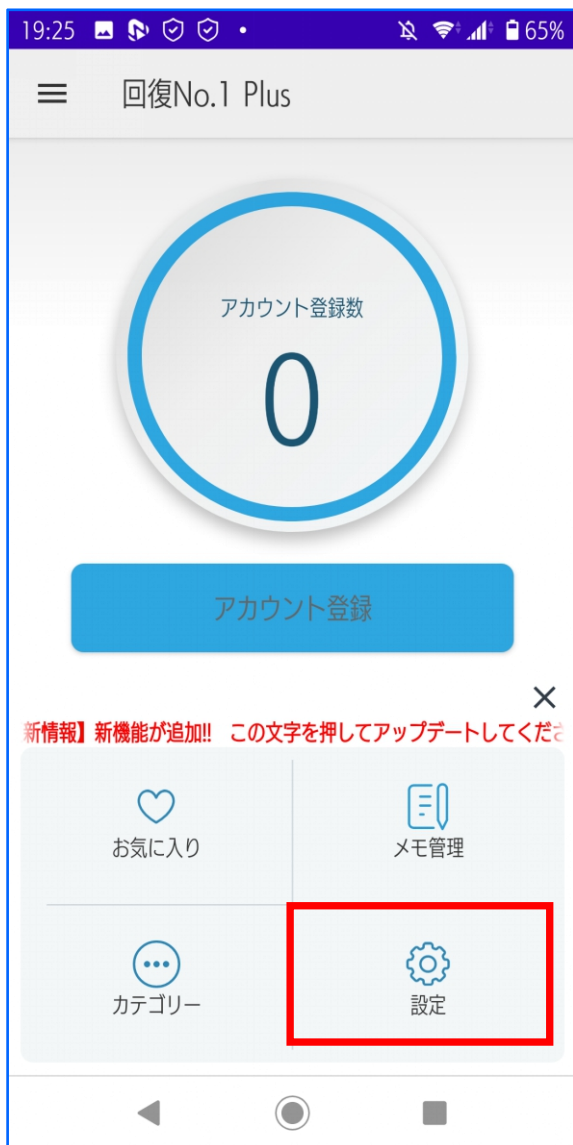 19:25 65%
回復No.1 Plus
アカウント登録数
0
アカウント登録
新情報】新機能が追加!! この文字を押してアップデートしてくださ
お気に入り
メモ管理
カテゴリー
設定